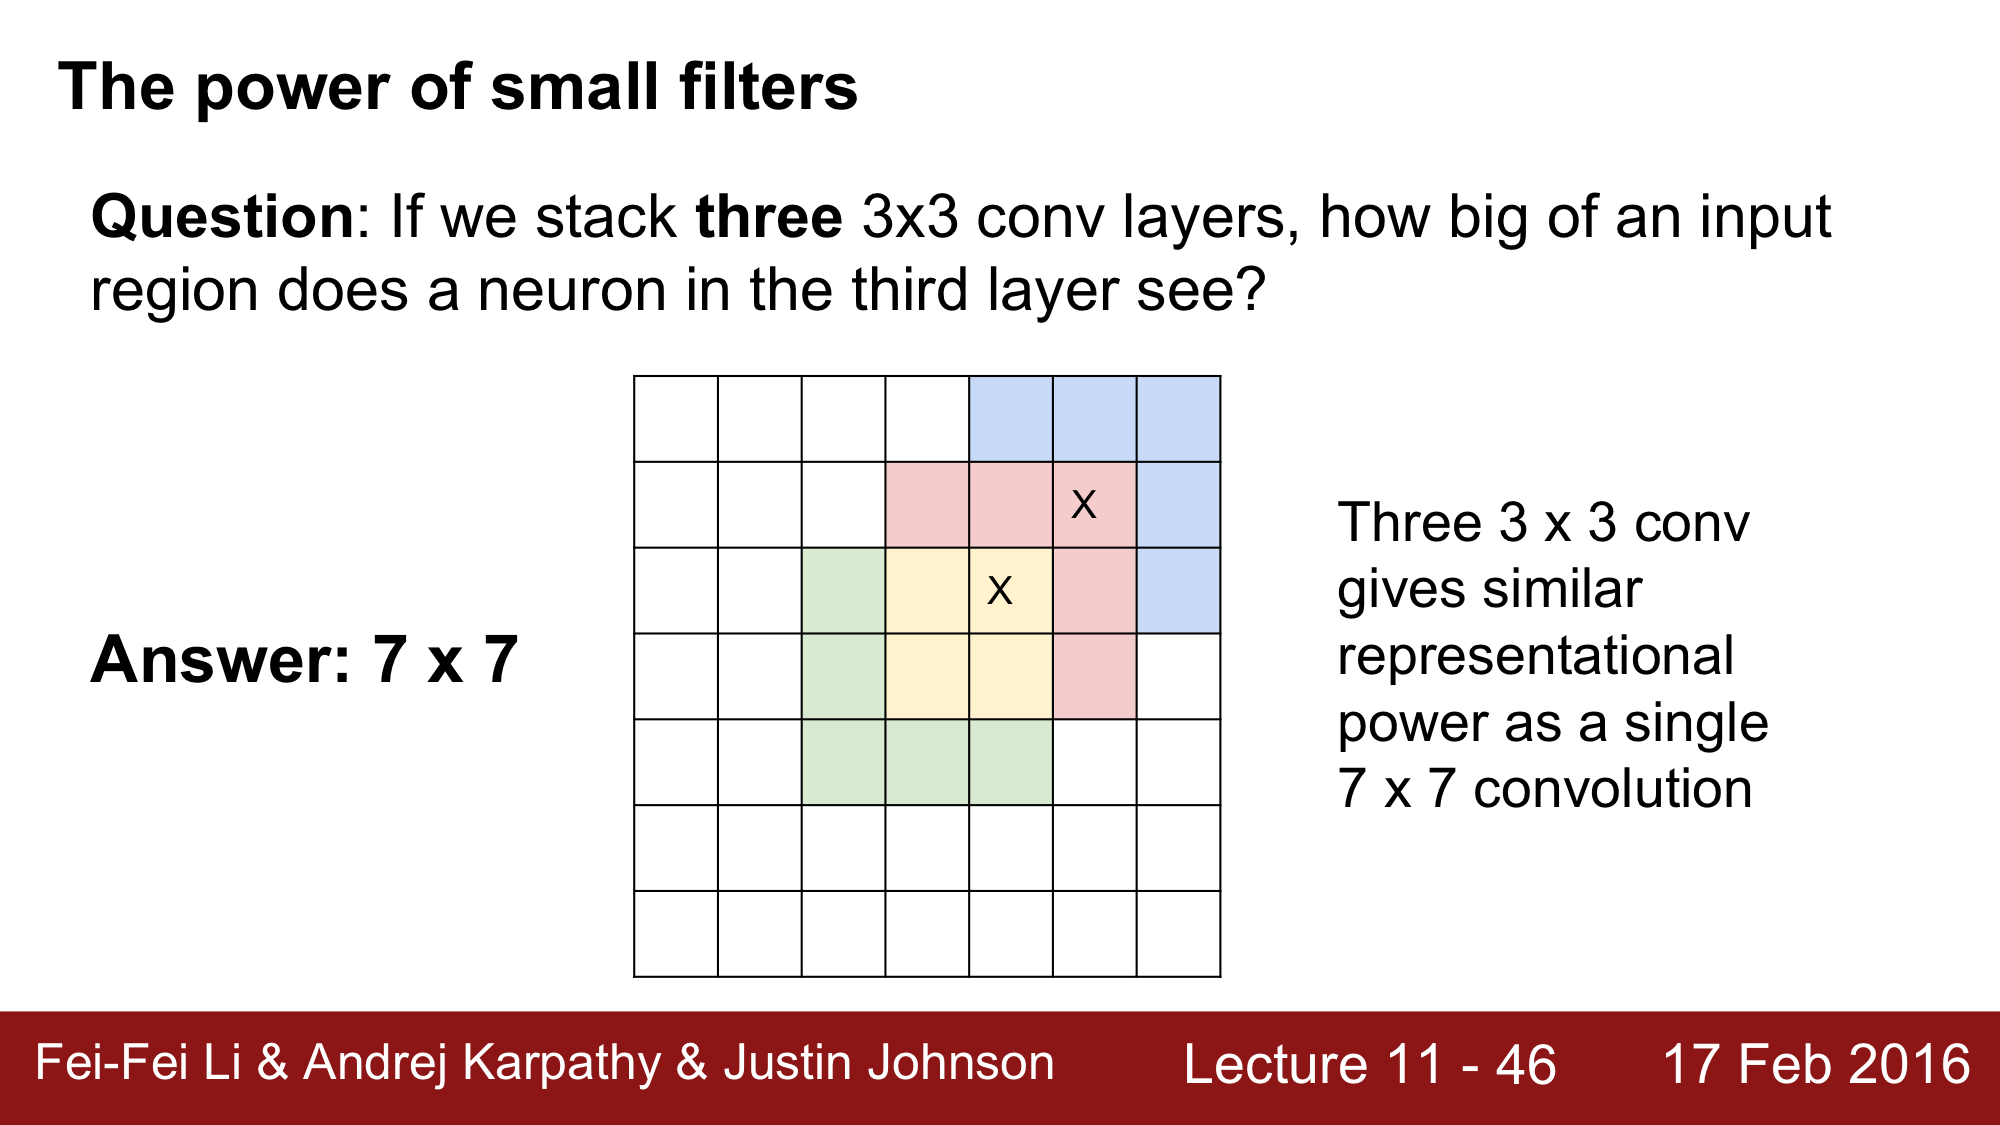 The power of small filters
Question: If we stack three 3x3 conv layers, how big of an input
region does a neuron in the third layer see?
X
X
Answer: 7 x 7
Three 3 x 3 conv
gives similar
representational
power as a single
7 x 7 convolution
Fei-Fei Li & Andrej Karpathy & Justin Johnson
Lecture 11 - 46
17 Feb 2016